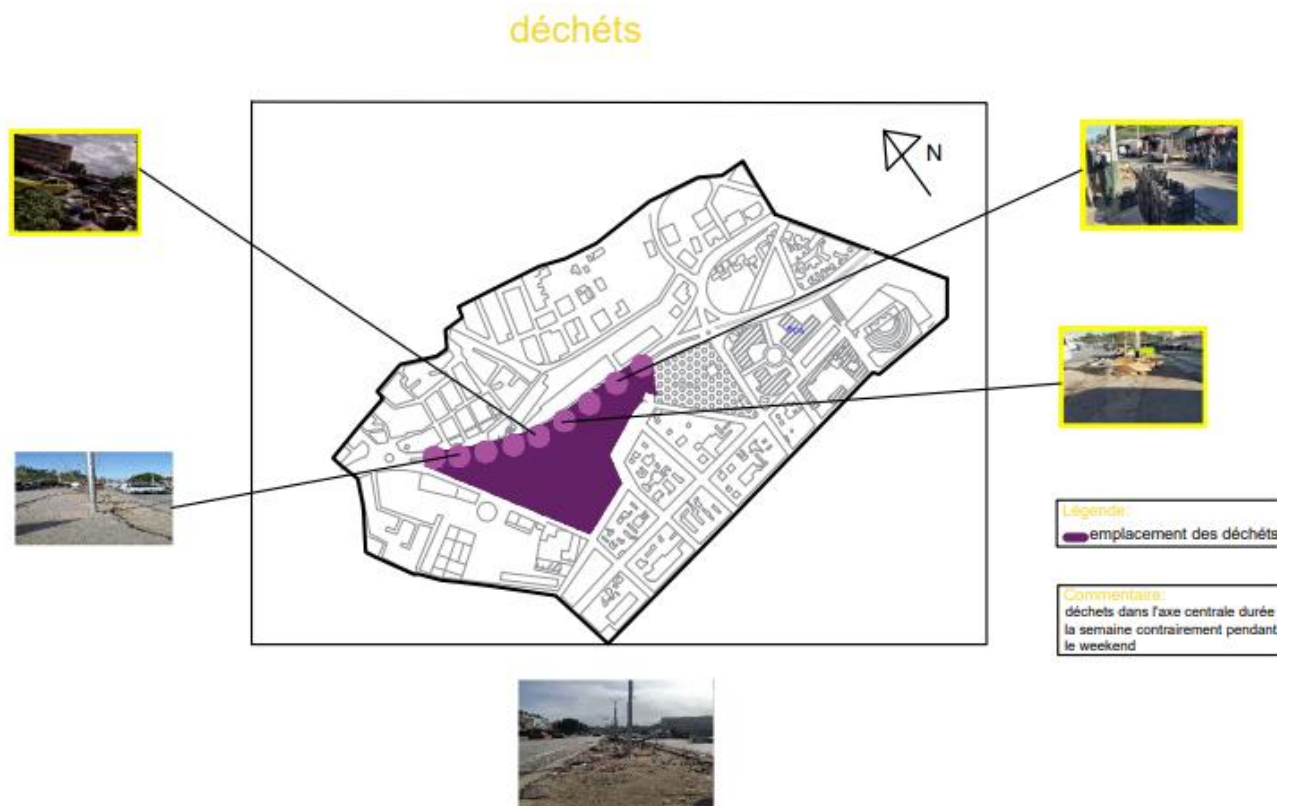 déchéts
N
Légende:
emplacement des déchéts
Commentaire:
déchets dans l'axe centrale durée
la semaine contrairement pendant
le weekend